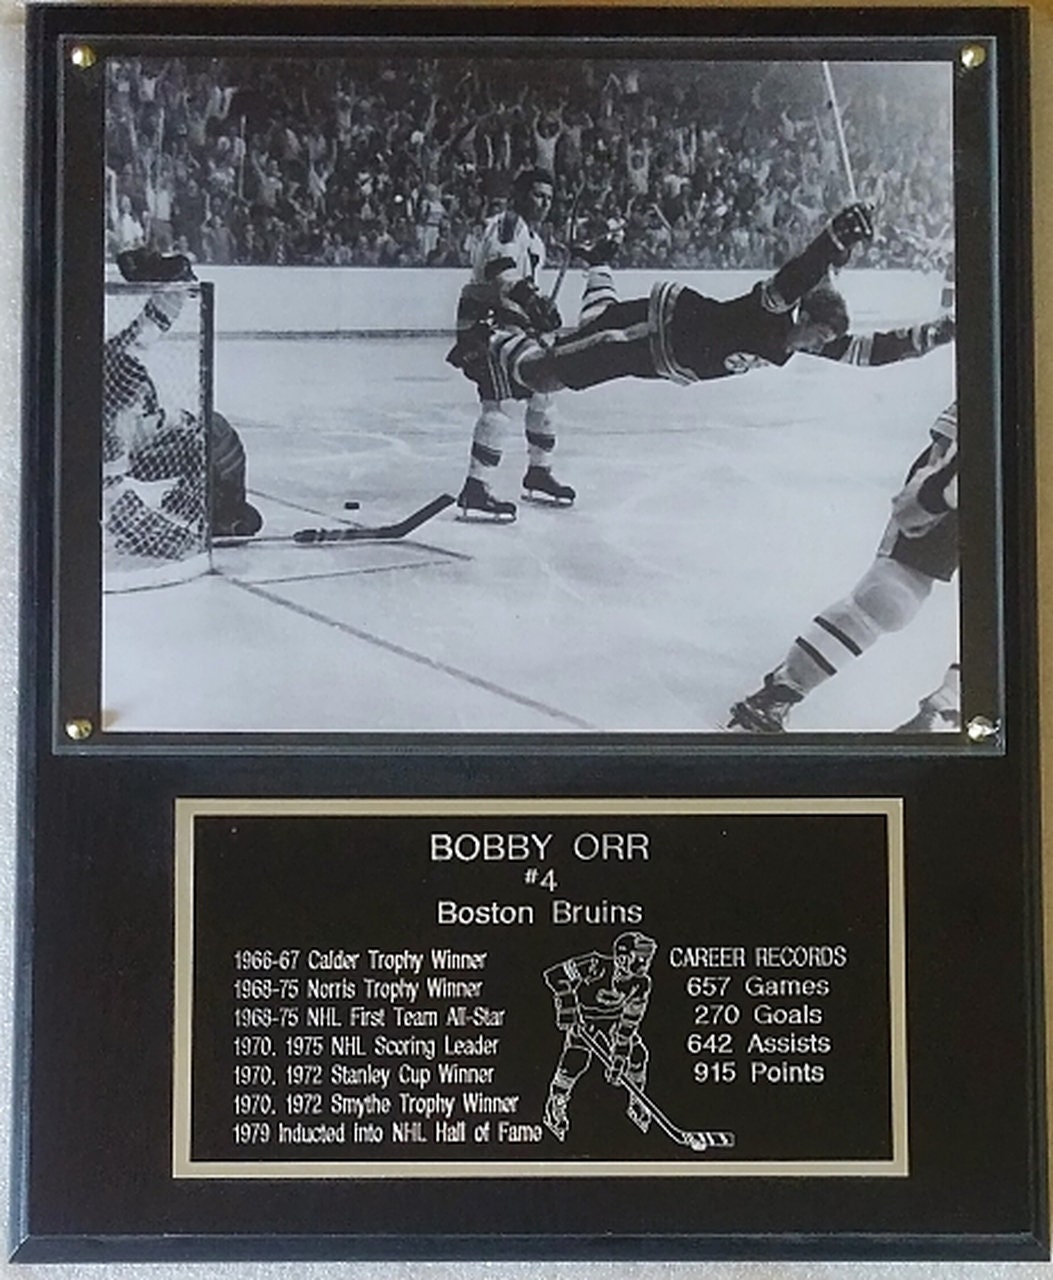 BOBBY ORR
#4
Boston Bruins
1966-67 Calder Trophy Winner
1968-75 Norris Trophy Winner
1968-75 NHL First Team All-Star
1970. 1975 NHL Scoring Leader
1970. 1972 Stanley Cup Winner
1970. 1972 Smythe Trophy Winner
1979 Inducted into NHL Hall of Fame
CAREER RECORDS
657 Games
270 Goals
642 Assists
915 Points